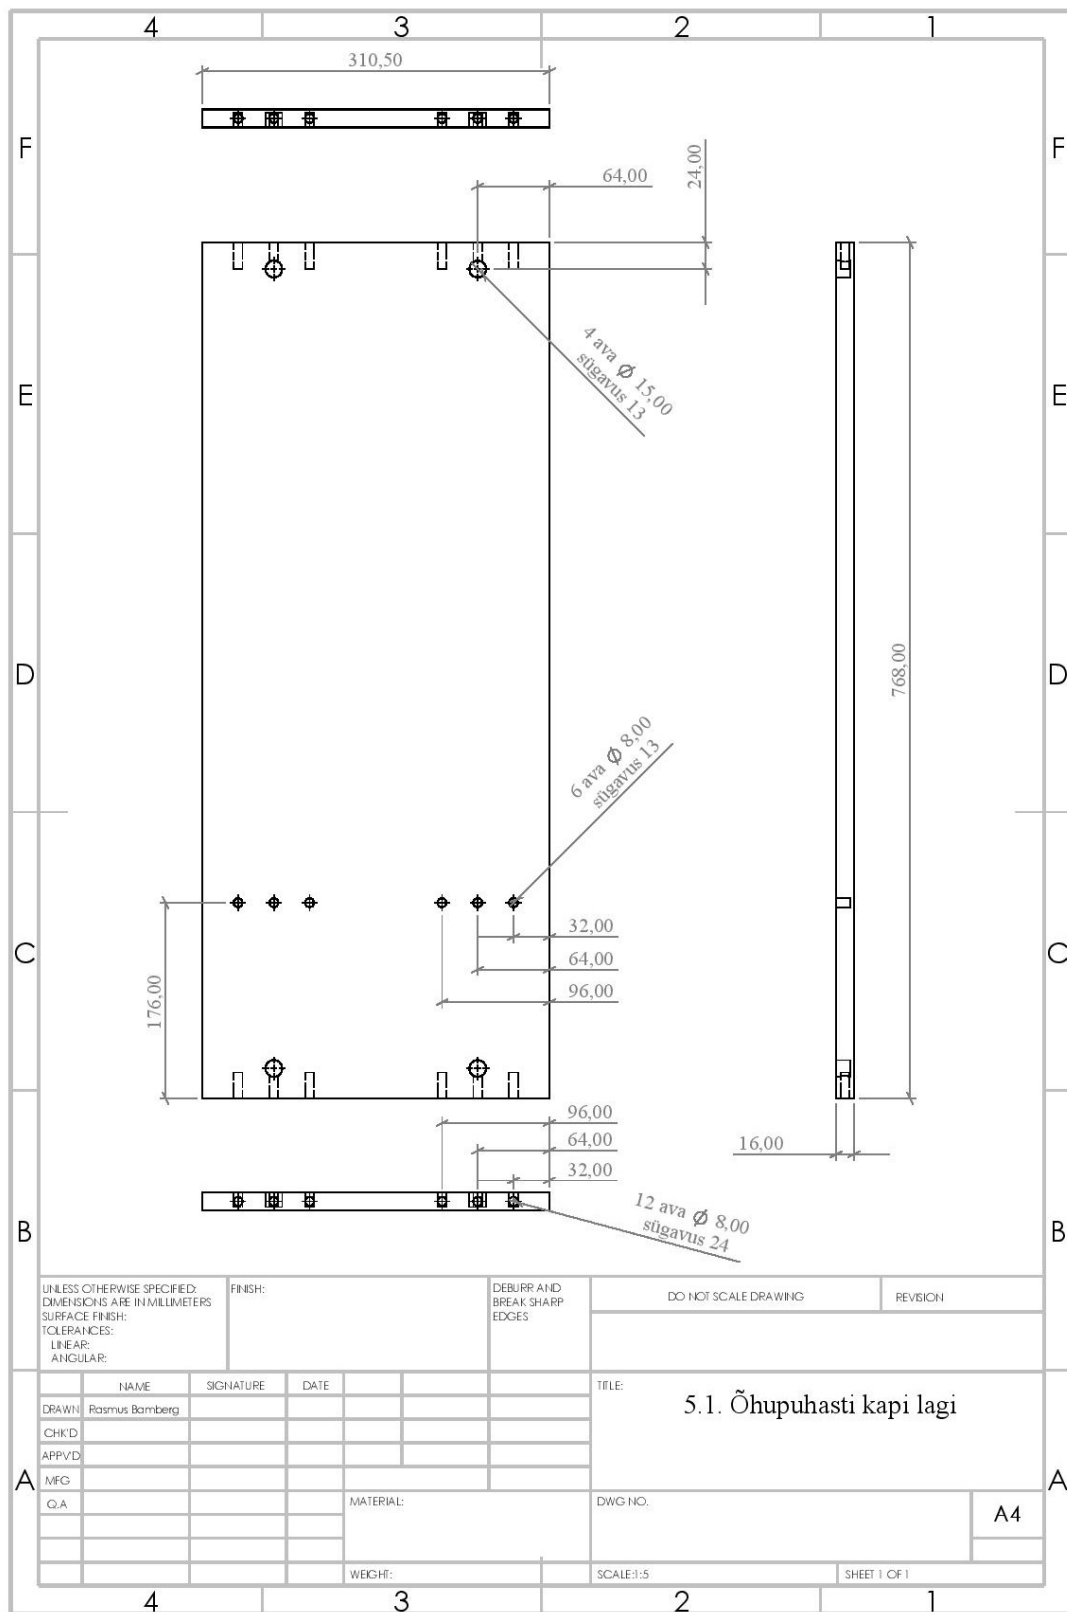 4 3 2 1
310,50
F F
64,00
24,00
4 ava Ø 15,00
sügavus 13
E E
D D
768,00
6 ava Ø 8,00
sügavus 13
32,00
C C
64,00
176,00
96,00
96,00
64,00
16,00
32,00
12 ava Ø 8,00
sügavus 24
B B
UNLESS OTHERWISE SPECIFIED:
DIMENSIONS ARE IN MILLIMETERS
SURFACE FINISH:
TOLERANCES:
LINEAR:
ANGULAR:
FINISH:
DEBURR AND
BREAK SHARP
EDGES
DO NOT SCALE DRAWING
REVISION
NAME SIGNATURE DATE
DRAWN Rasmus Bamberg
CHK'D
APPV'D
MFG
Q.A
TITLE:
5.1. Õhupuhasti kapi lagi
A A
MATERIAL:
DWG NO.
A4
WEIGHT:
SCALE:1:5
SHEET 1 OF 1
4 3 2 1